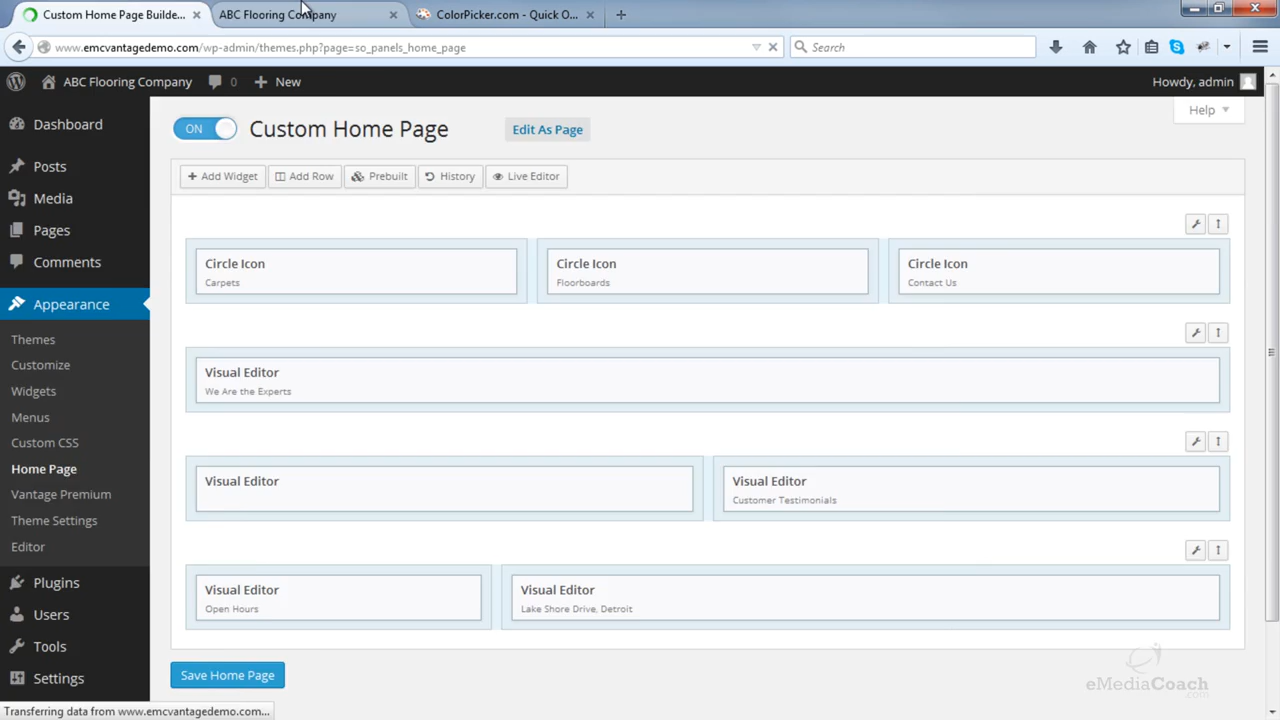 Custom Home Page Builde...
ABC Flooring Company
ColorPicker.com - Quick O...
www.emcvantagedemo.com/wp-admin/themes.php?page=so_panels_home_page
Search
ABC Flooring Company
0
New
Howdy, admin
Help
ON
Custom Home Page
Edit As Page
Add Widget
Add Row
Prebuilt
History
Live Editor
Dashboard
Posts
Media
Pages
Comments
Appearance
Themes
Customize
Widgets
Menus
Custom CSS
Home Page
Vantage Premium
Theme Settings
Editor
Plugins
Users
Tools
Settings
Circle Icon
Carpets
Circle Icon
Floorboards
Circle Icon
Contact Us
Visual Editor
We Are the Experts
Visual Editor
Visual Editor
Customer Testimonials
Visual Editor
Open Hours
Visual Editor
Lake Shore Drive, Detroit
Save Home Page
eMediaCoach
.com
Transferring data from www.emcvantagedemo.com...